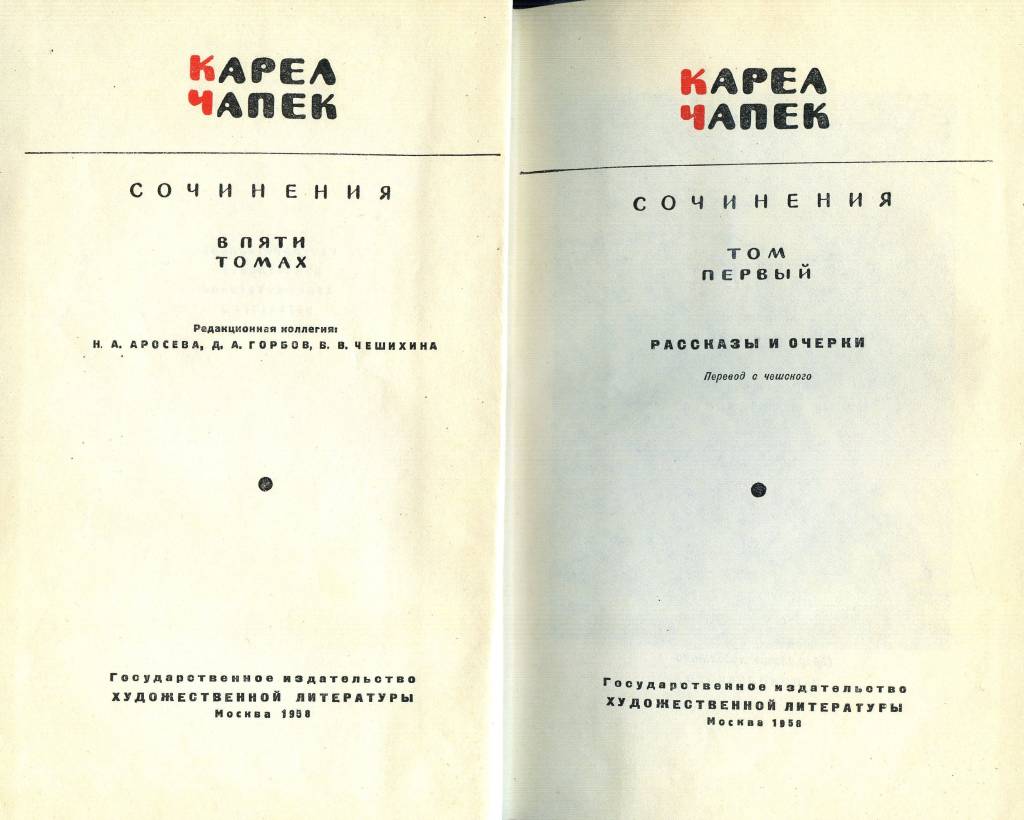 КАРЕЛ
ЧАПЕК
СОЧИНЕНИЯ
В ПЯТИ
ТОМАХ
Редакционная коллегия:
Н. А. АРОСЕВА, Д. А. ГОРБОВ, Б. В. ЧЕШИХИНА
Государственное издательство
ХУДОЖЕСТВЕННОЙ ЛИТЕРАТУРЫ
Москва 1958
КАРЕЛ
ЧАПЕК
СОЧИНЕНИЯ
ТОМ
ПЕРВЫЙ
РАССКАЗЫ И ОЧЕРКИ
Перевод с чешского
Государственное издательство
ХУДОЖЕСТВЕННОЙ ЛИТЕРАТУРЫ
Москва 1958